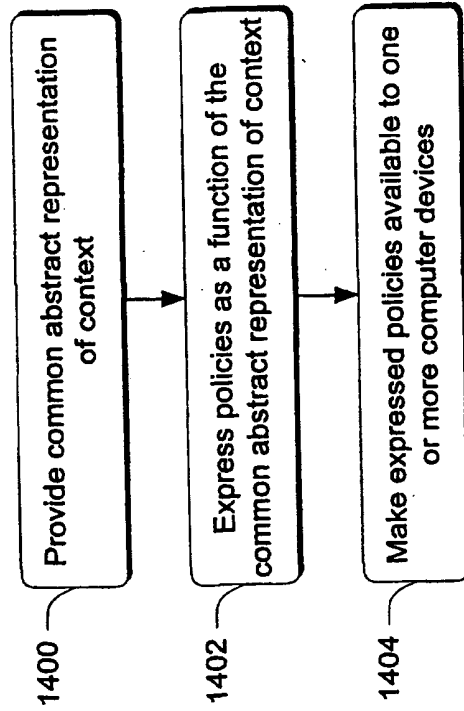 1400
Provide common abstract representation
of context
1402
Express policies as a function of the
common abstract representation of context
1404
Make expressed policies available to one
or more computer devices